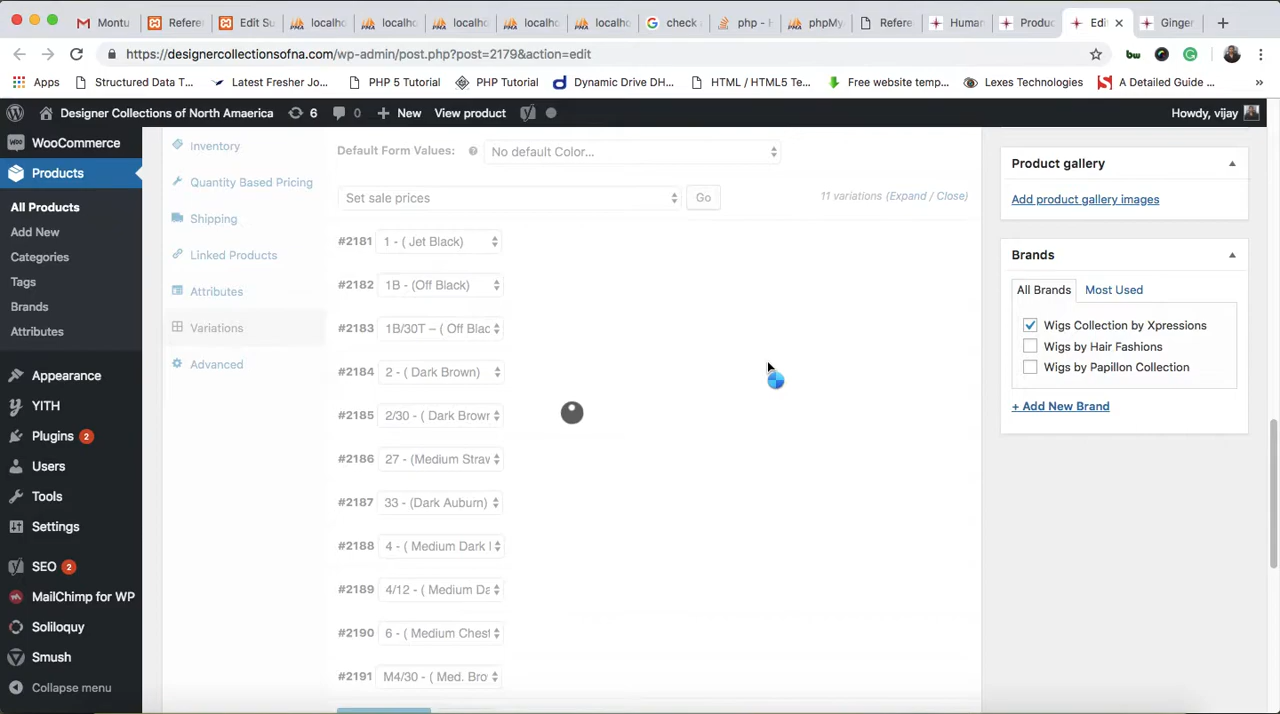 Montu
Refere
Edit Su
localho
localho
localho
localho
localho
check
php - H
phpMy
Refere
Human
Produc
Edi
Ginger
https://designercollectionsofna.com/wp-admin/post.php?post=2179&action=edit
Apps
Structured Data T...
Latest Fresher Jo...
PHP 5 Tutorial
PHP Tutorial
Dynamic Drive DH...
HTML / HTML5 Te...
Free website temp...
Lexes Technologies
A Detailed Guide ...
Designer Collections of North Amaerica
6
0
New
View product
Howdy, vijay
WooCommerce
Products
All Products
Add New
Categories
Tags
Brands
Attributes
Appearance
YITH
Plugins 2
Users
Tools
Settings
SEO 2
MailChimp for WP
Soliloquy
Smush
Collapse menu
Inventory
Quantity Based Pricing
Shipping
Linked Products
Attributes
Variations
Advanced
Default Form Values:
No default Color...
Set sale prices
Go
11 variations (Expand / Close)
#2181 1 - ( Jet Black)
#2182 1B - (Off Black)
#2183 1B/30T – ( Off Blac
#2184 2 - ( Dark Brown)
#2185 2/30 - ( Dark Brown
#2186 27 - (Medium Straw
#2187 33 - (Dark Auburn)
#2188 4 - ( Medium Dark
#2189 4/12 - ( Medium Da
#2190 6 - ( Medium Chest
#2191 M4/30 - ( Med. Bro
Product gallery
Add product gallery images
Brands
All Brands
Most Used
Wigs Collection by Xpressions
Wigs by Hair Fashions
Wigs by Papillon Collection
+ Add New Brand